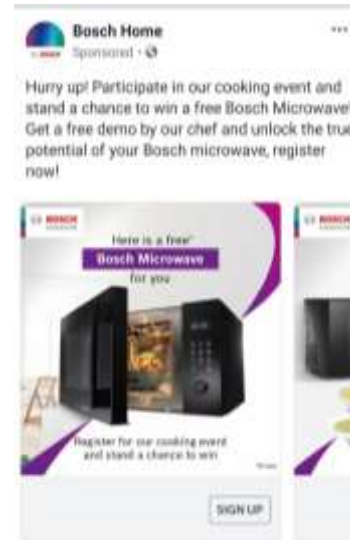 Bosch Home
Sponsored ·
Hurry up! Participate in our cooking event and
stand a chance to win a free Bosch Microwave!
Get a free demo by our chef and unlock the true
potential of your Bosch microwave, register
now!
BOSCH
BOSCH
Here is a free*
Bosch Microwave
for you
Register for our cooking event
and stand a chance to win
SIGN UP